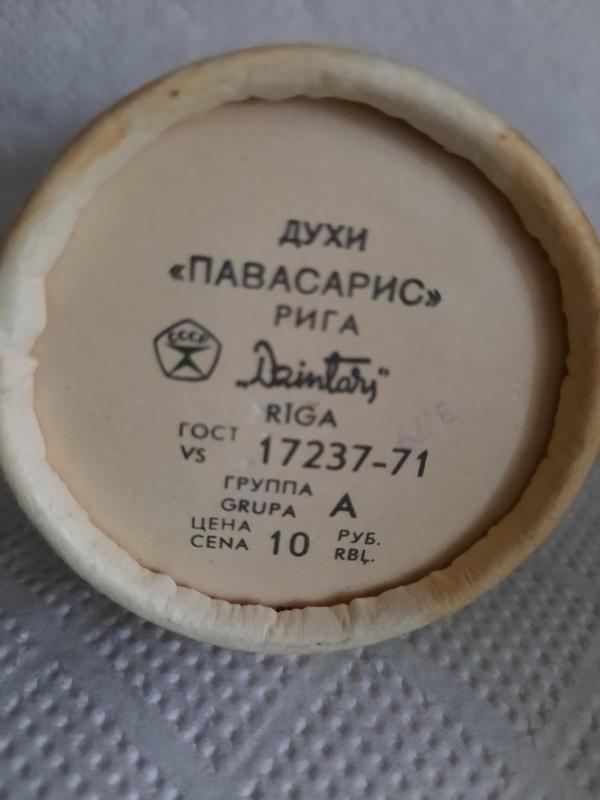 ДУХИ
«ПАВАСАРИС»
РИГА
СССР
„Dzintars"
RĪGA
ГОСТ
VS 17237-71
ГРУППА
GRUPA A
ЦЕНА
CENA 10 РУБ.
RBĻ.